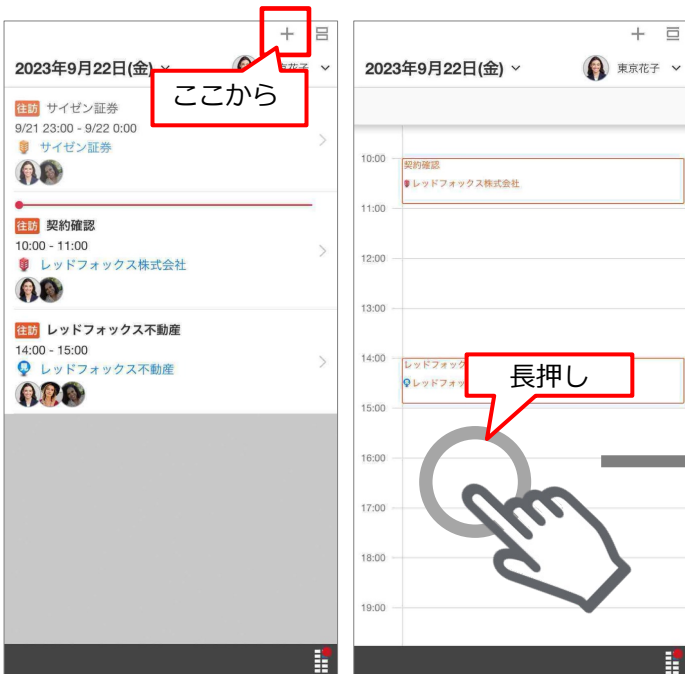 2023年9月22日(金)
ここから
往訪 サイゼン証券
9/21 23:00 - 9/22 0:00
サイゼン証券
往訪 契約確認
10:00 - 11:00
レッドフォックス株式会社
往訪 レッドフォックス不動産
14:00 - 15:00
レッドフォックス不動産
2023年9月22日(金)
東京花子
10:00
契約確認
レッドフォックス株式会社
11:00
12:00
13:00
14:00
長押し
15:00
16:00
17:00
18:00
19:00